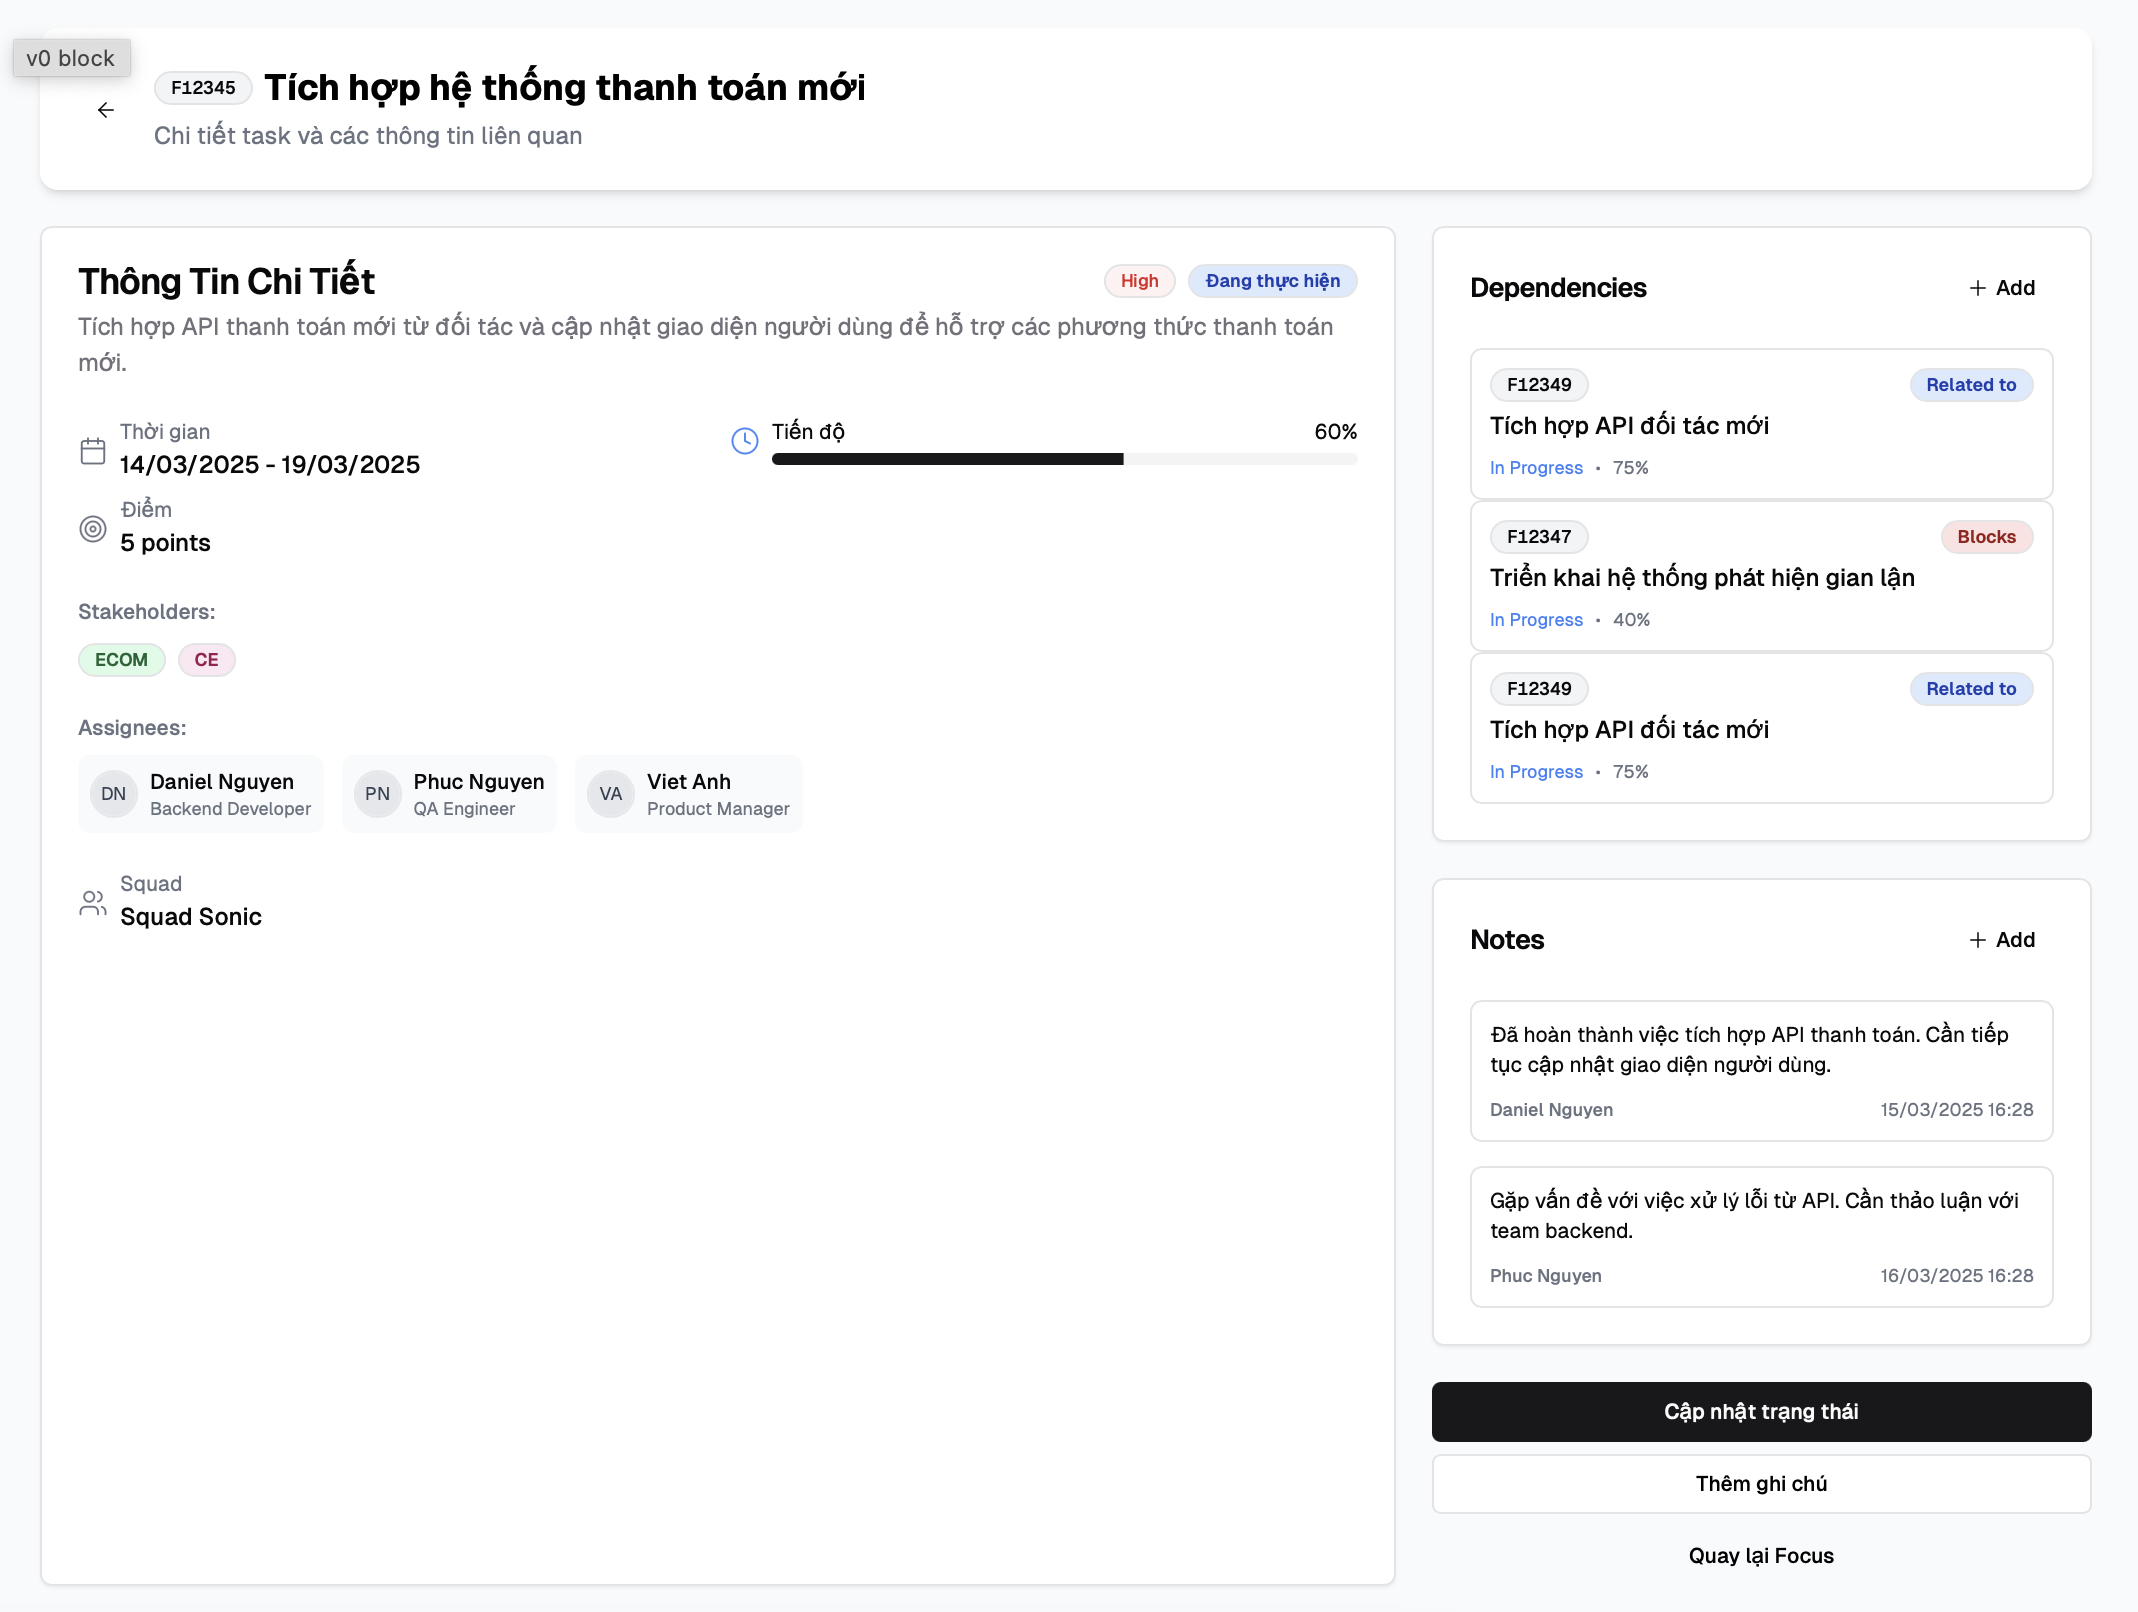 v0 block
F12345
Tích hợp hệ thống thanh toán mới
Chi tiết task và các thông tin liên quan
Thông Tin Chi Tiết
High
Đang thực hiện
Tích hợp API thanh toán mới từ đối tác và cập nhật giao diện người dùng để hỗ trợ các phương thức thanh toán
mới.
Thời gian
14/03/2025 - 19/03/2025
Tiến độ
60%
Điểm
5 points
Stakeholders:
ECOM
CE
Assignees:
DN
Daniel Nguyen
Backend Developer
PN
Phuc Nguyen
QA Engineer
VA
Viet Anh
Product Manager
Squad
Squad Sonic
Dependencies
Add
F12349
Related to
Tích hợp API đối tác mới
In Progress • 75%
F12347
Blocks
Triển khai hệ thống phát hiện gian lận
In Progress • 40%
F12349
Related to
Tích hợp API đối tác mới
In Progress • 75%
Notes
Add
Đã hoàn thành việc tích hợp API thanh toán. Cần tiếp
tục cập nhật giao diện người dùng.
Daniel Nguyen
15/03/2025 16:28
Gặp vấn đề với việc xử lý lỗi từ API. Cần thảo luận với
team backend.
Phuc Nguyen
16/03/2025 16:28
Cập nhật trạng thái
Thêm ghi chú
Quay lại Focus